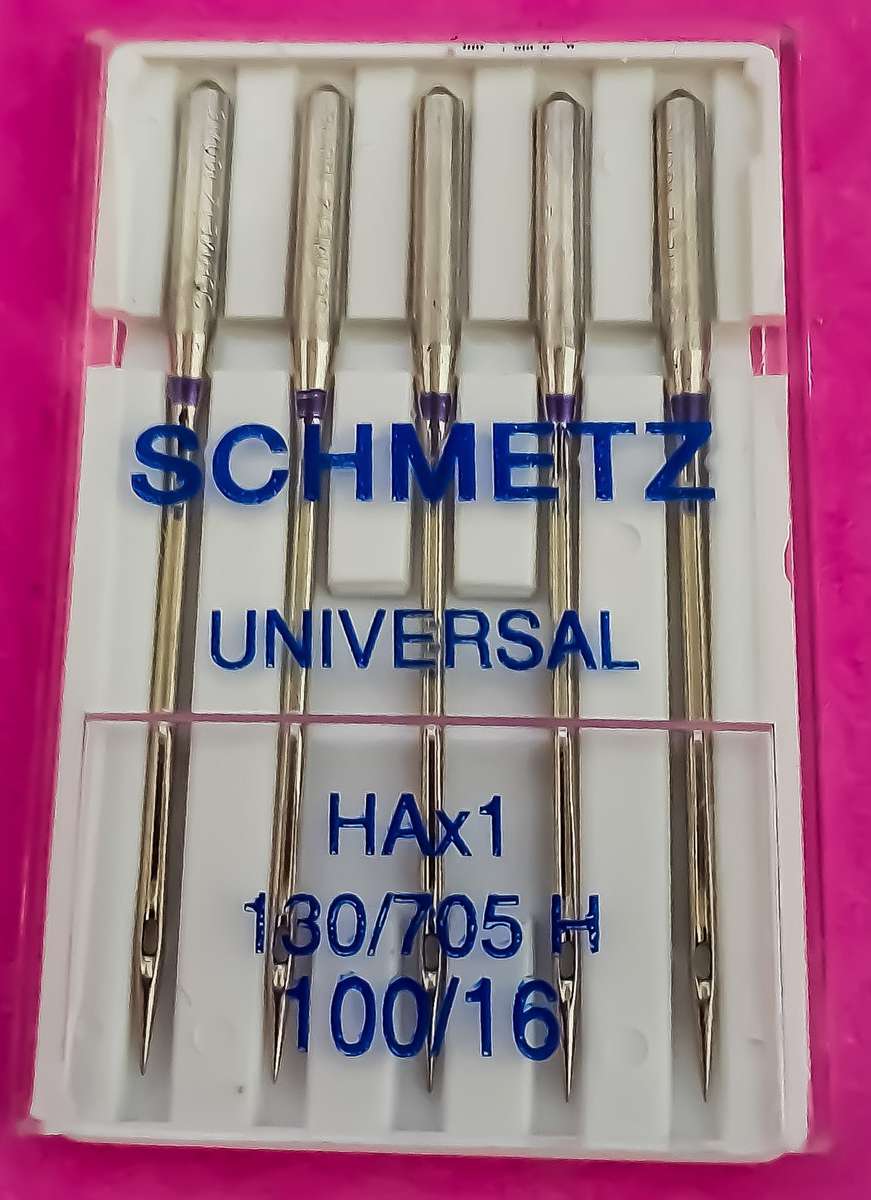 SCHMETZ
UNIVERSAL
HAx1
130/705 H
100/16